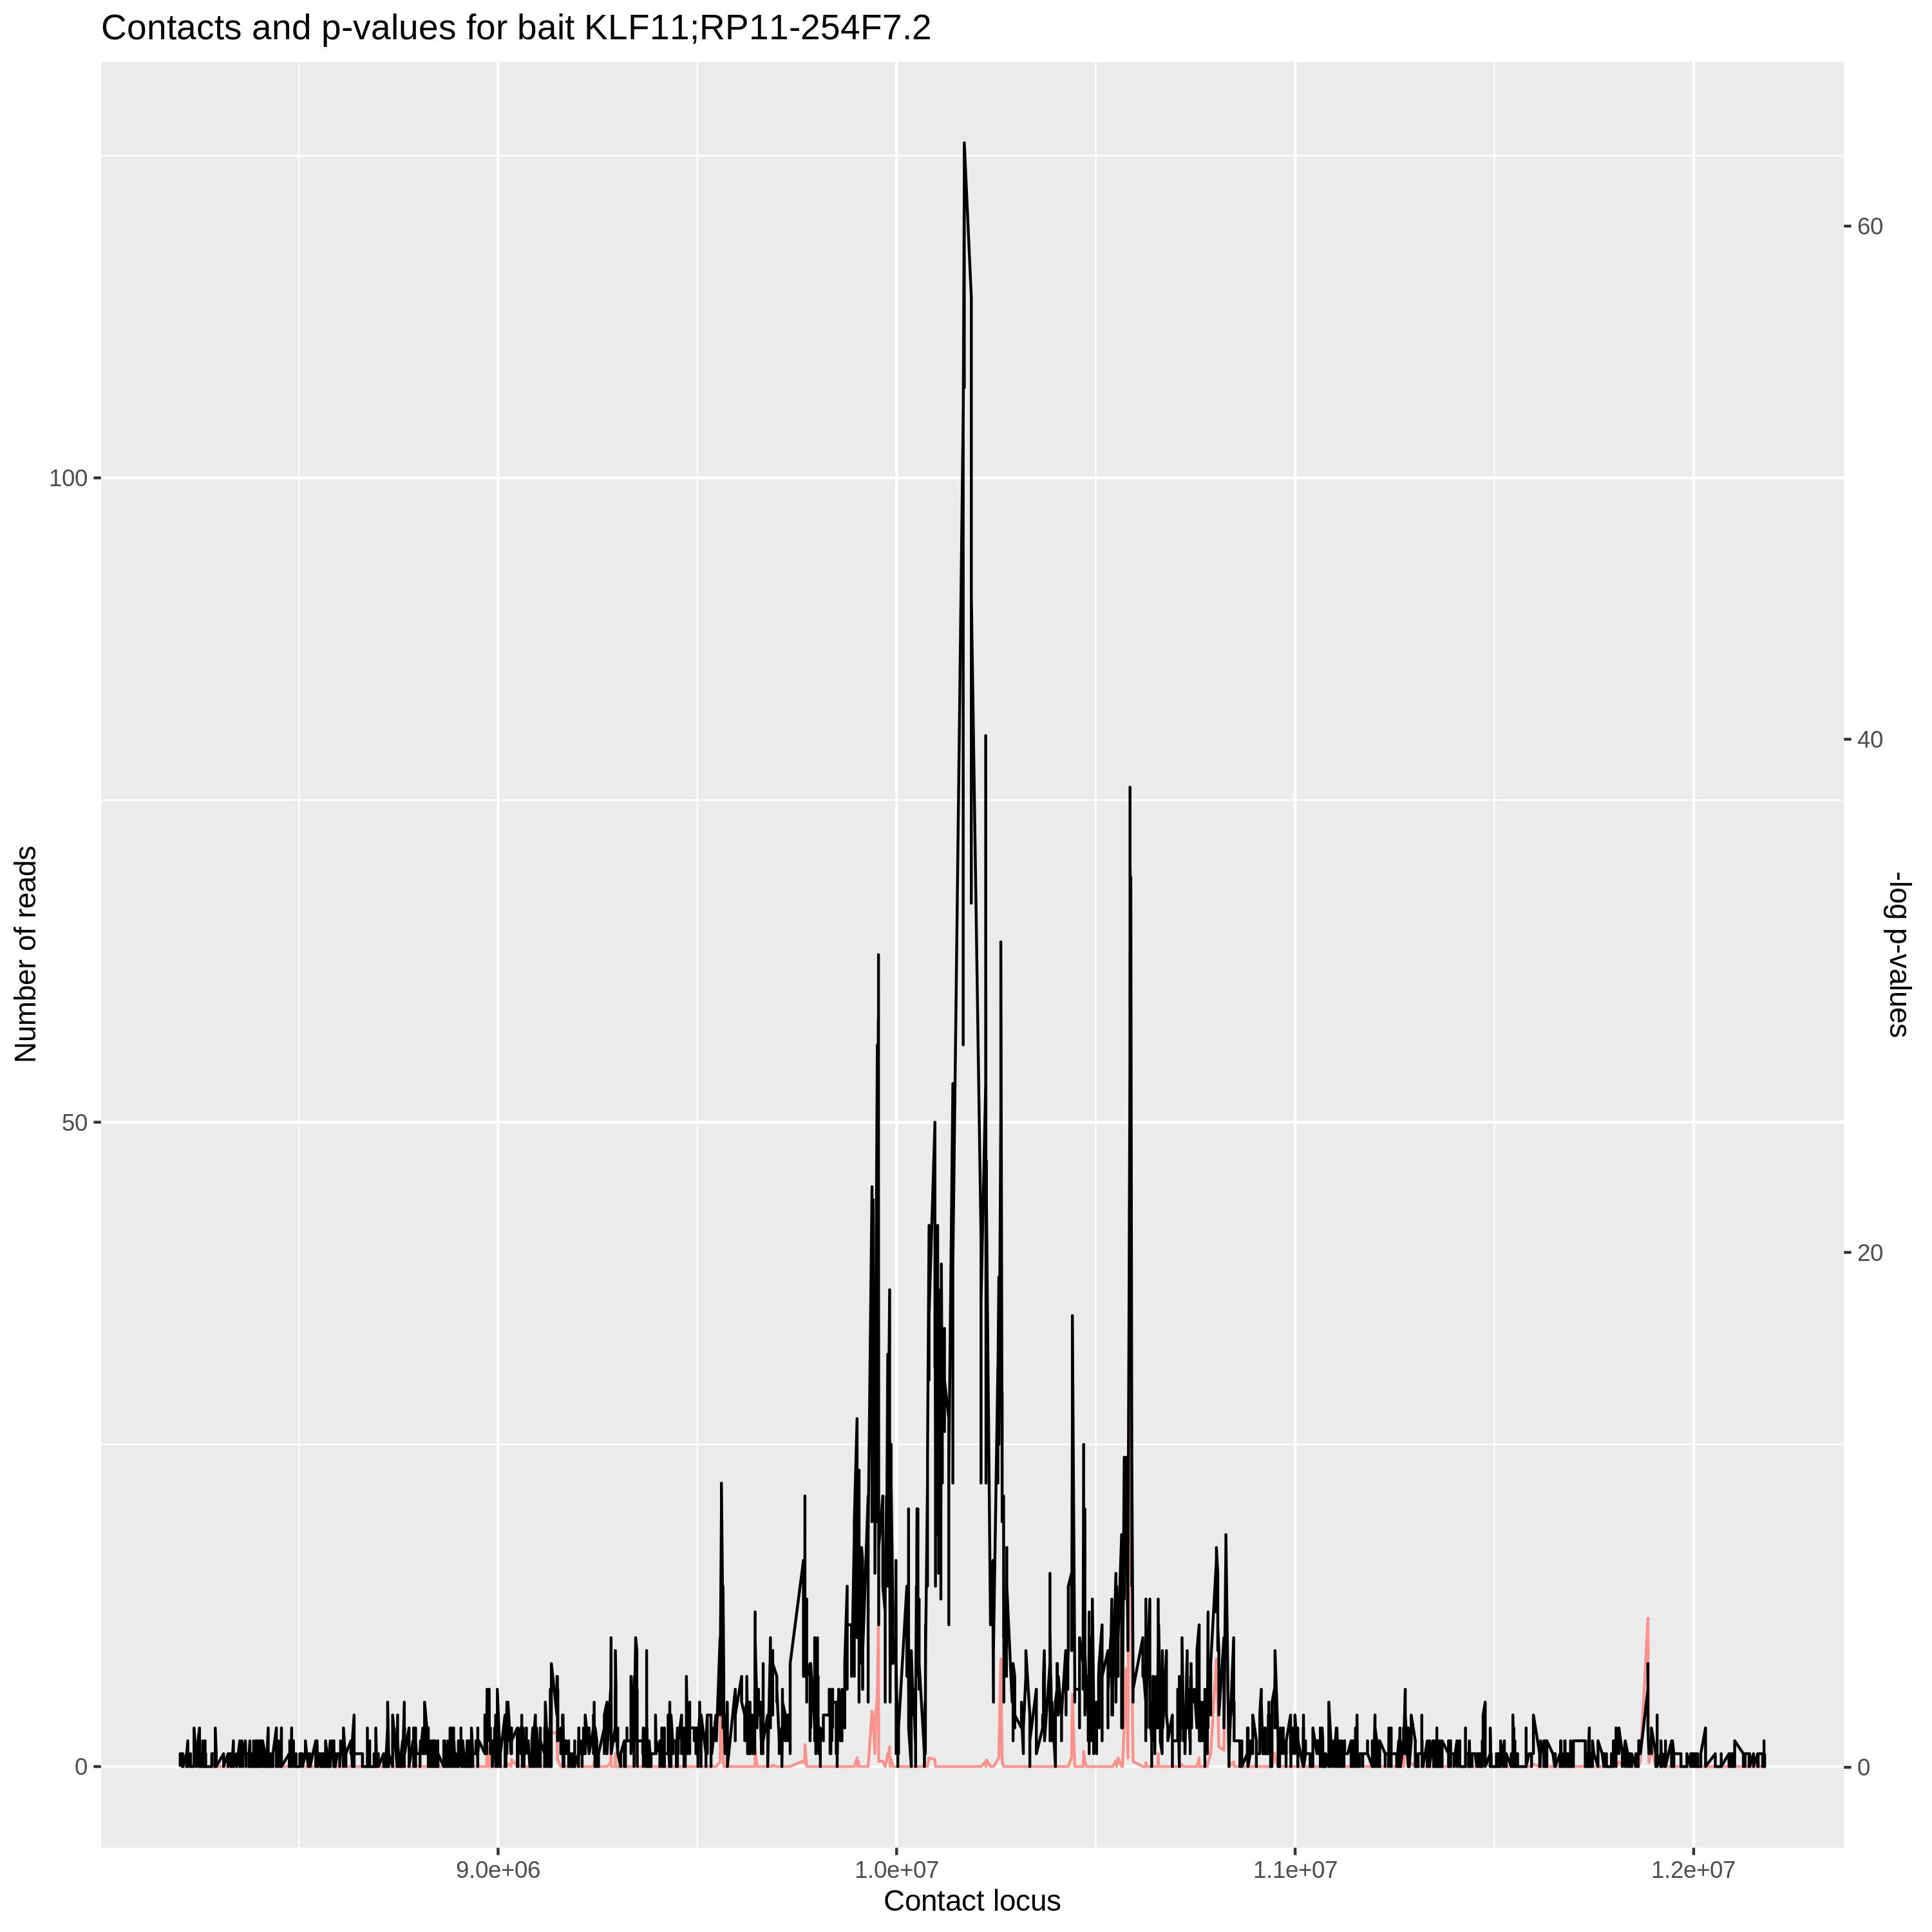 Contacts and p-values for bait KLF11;RP11-254F7.2
100
50
0
Number of reads
60
40
20
0
-log p-values
9.0e+06
1.0e+07
1.1e+07
1.2e+07
Contact locus